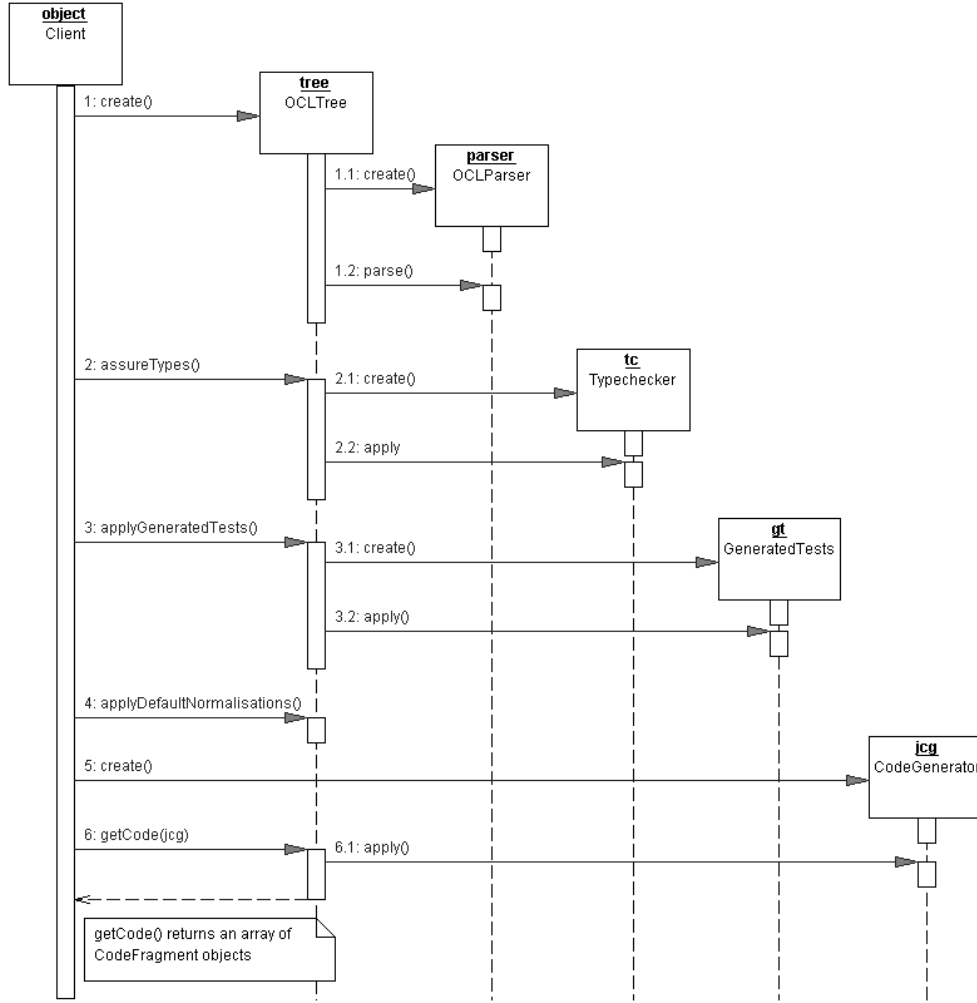 object
Client
tree
OCLTree
1: create()
parser
OCLParser
1.1: create()
1.2: parse()
tc
Typechecker
2: assureTypes()
2.1: create()
2.2: apply
gt
GeneratedTests
3: applyGeneratedTests()
3.1: create()
3.2: apply()
4: applyDefaultNormalisations()
jcg
CodeGenerator
5: create()
6: getCode(jcg)
6.1: apply()
getCode() returns an array of
CodeFragment objects